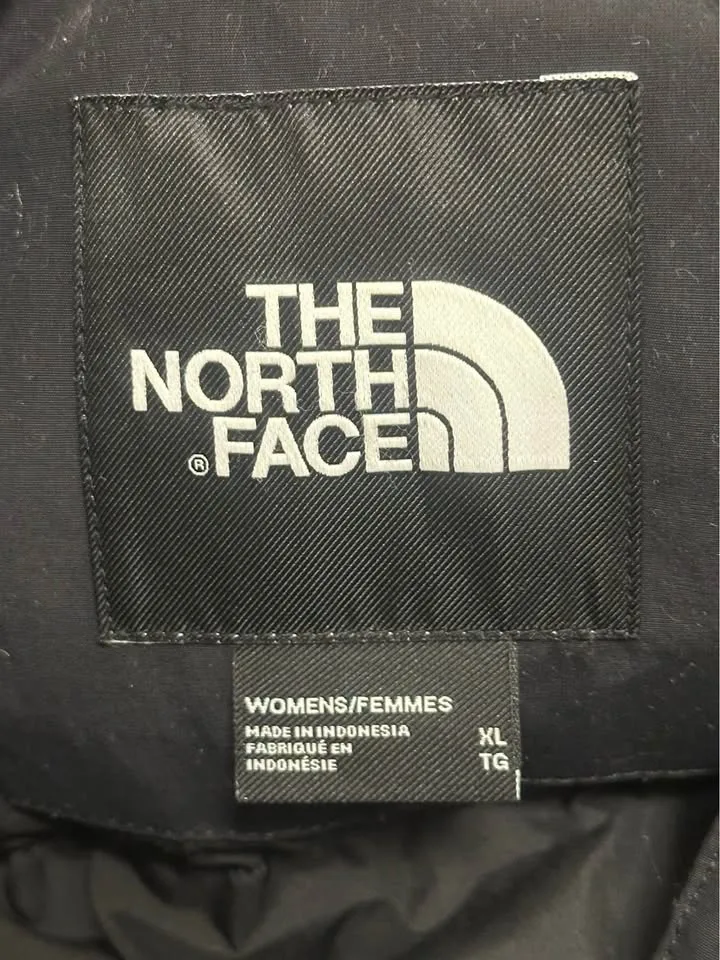 THE
NORTH
®FACE
WOMENS/FEMMES
MADE IN INDONESIA
FABRIQUÉ EN
INDONÉSIE
XL
TG